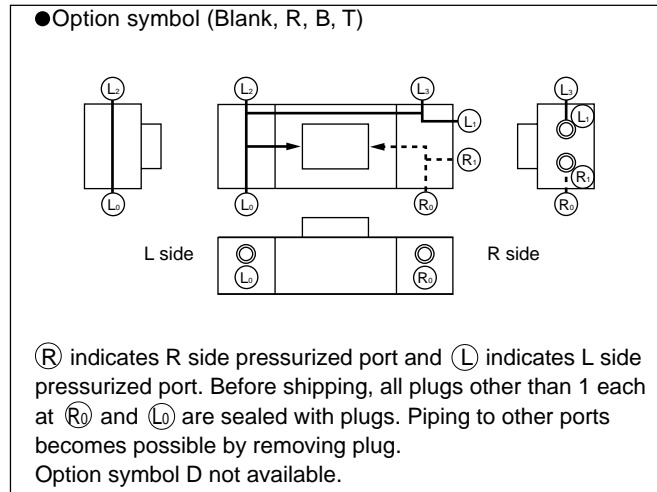 ●Option symbol (Blank, R, B, T)
L2 L2 L3 L3
L1 L1
R1 R1
L0 L0 R0 R0
L side R side
L0 R0
Ⓡ indicates R side pressurized port and Ⓛ indicates L side
pressurized port. Before shipping, all plugs other than 1 each
at R0 and L0 are sealed with plugs. Piping to other ports
becomes possible by removing plug.
Option symbol D not available.